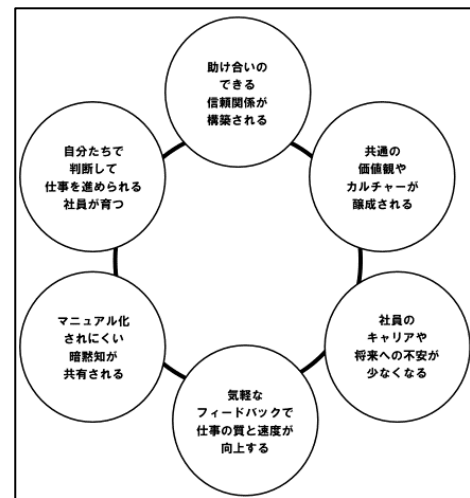 助け合いの
できる
信頼関係が
構築される
共通の
価値観や
カルチャーが
醸成される
社員の
キャリアや
将来への不安が
少なくなる
気軽な
フィードバックで
仕事の質と速度が
向上する
マニュアル化
されにくい
暗黙知が
共有される
自分たちで
判断して
仕事を進められる
社員が育つ